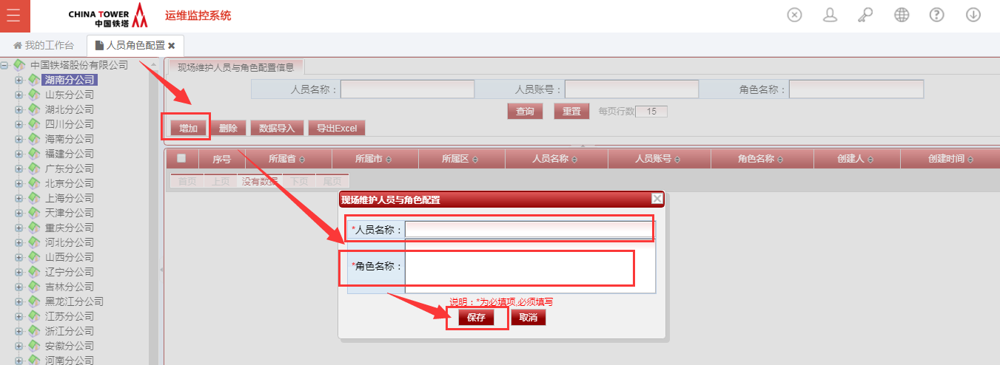 CHINA TOWER
中国铁塔
运维监控系统
我的工作台
人员角色配置
中国铁塔股份有限公司
湖南分公司
山东分公司
湖北分公司
四川分公司
海南分公司
福建分公司
广东分公司
北京分公司
上海分公司
天津分公司
重庆分公司
河北分公司
山西分公司
辽宁分公司
吉林分公司
黑龙江分公司
江苏分公司
浙江分公司
安徽分公司
河南分公司
现场维护人员与角色配置信息
人员名称： 人员账号： 角色名称：
查询 重置 每页行数 15
增加 删除 数据导入 导出Excel
序号 所属省 所属市 所属区 人员名称 人员账号 角色名称 创建人 创建时间
首页 上页 没有数据 下页 尾页
现场维护人员与角色配置
*人员名称：
*角色名称：
说明：*为必填项,必须填写
保存 取消